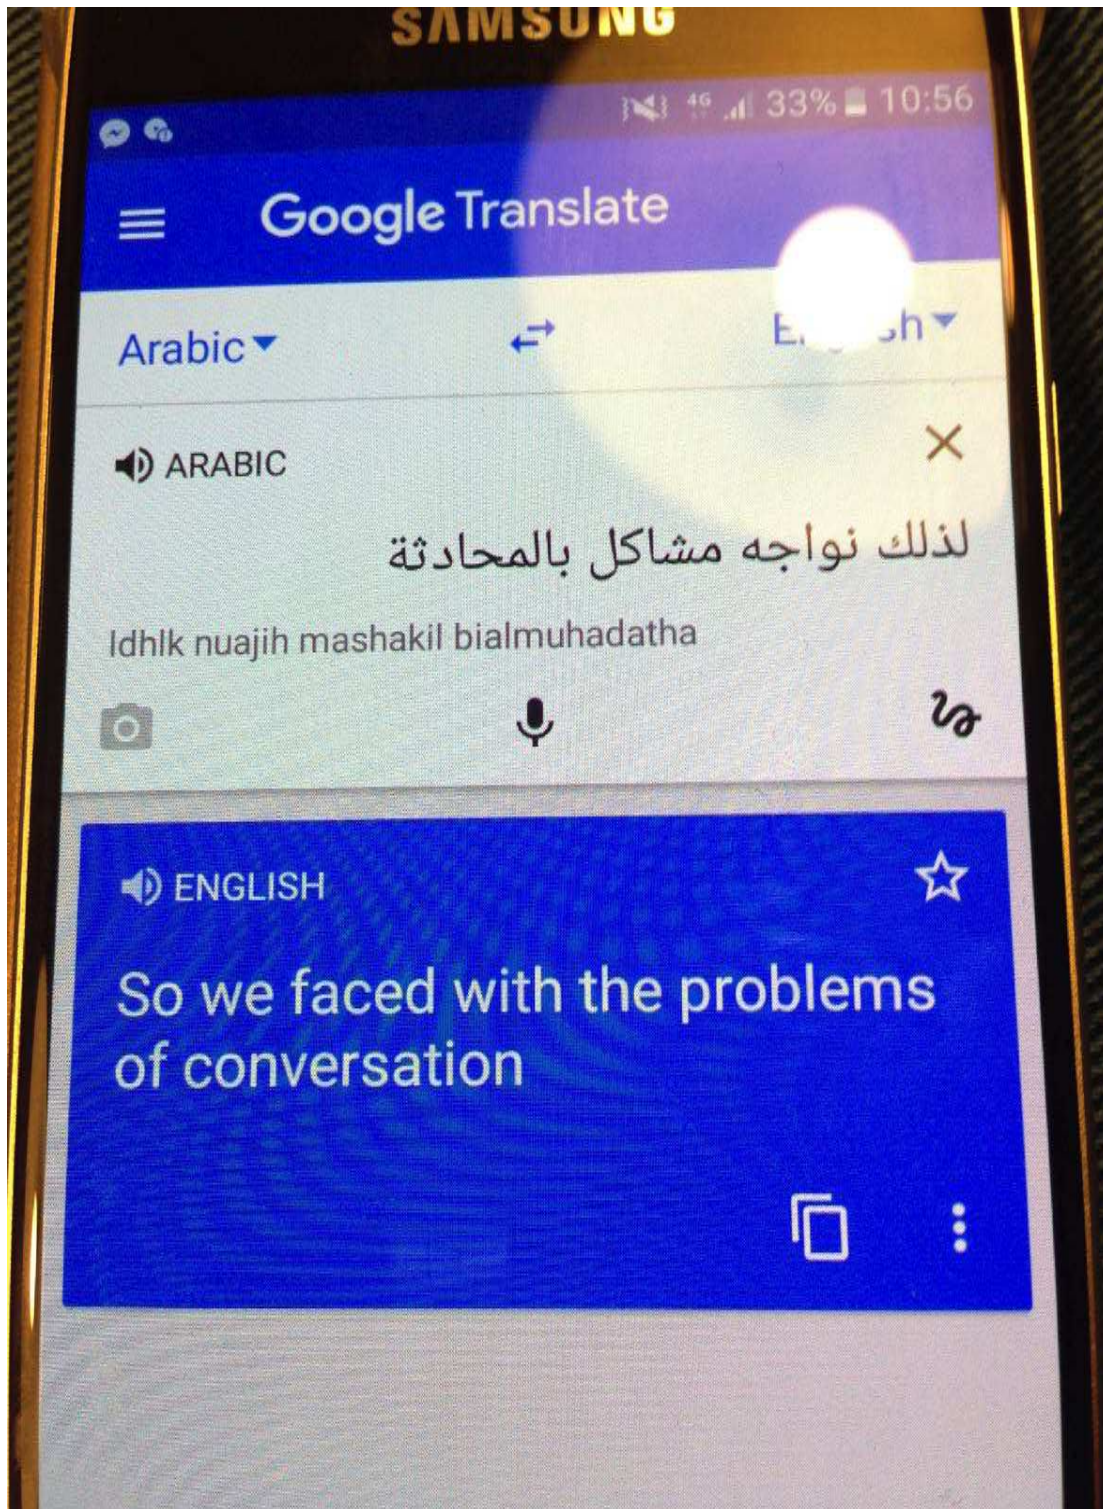 SAMSUNG
4G 33% 10:56
Google Translate
Arabic
ARABIC
لذلك نواجه مشاكل بالمحادثة
ldhlk nuajih mashakil bialmuhadatha
ENGLISH
So we faced with the problems
of conversation